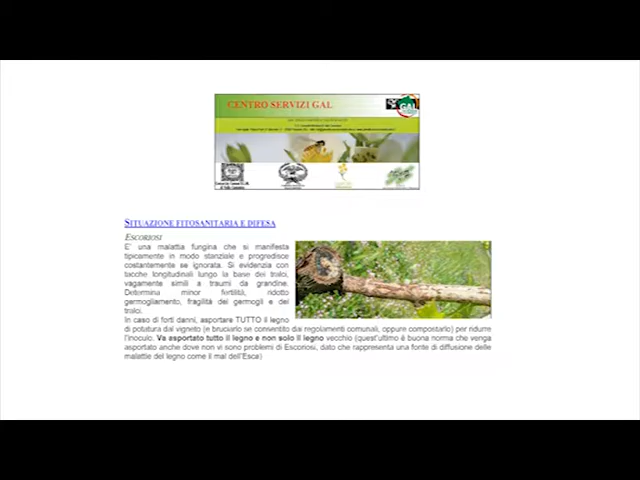 CENTRO SERVIZI GAL
GAL
SITUAZIONE FITOSANITARIA E DIFESA
ESCORIOSI
E' una malattia fungina che si manifesta
tipicamente in modo stanziale e progredisce
costantemente se ignorata. Si evidenzia con
tacche longitudinali lungo la base dei tralci,
vagamente simili a traumi da grandine.
Determina minor fertilità, ridotto
germogliamento, fragilità dei germogli e dei
tralci.
In caso di forti danni, asportare TUTTO il legno
di potatura dal vigneto (e bruciarlo se consentito dai regolamenti comunali, oppure compostarlo) per ridurre
l'inoculo. Va asportato tutto il legno e non solo il legno vecchio (quest'ultimo è buona norma che venga
asportato anche dove non vi sono problemi di Escoriosi, dato che rappresenta una fonte di diffusione delle
malattie del legno come il mal dell'Esca)